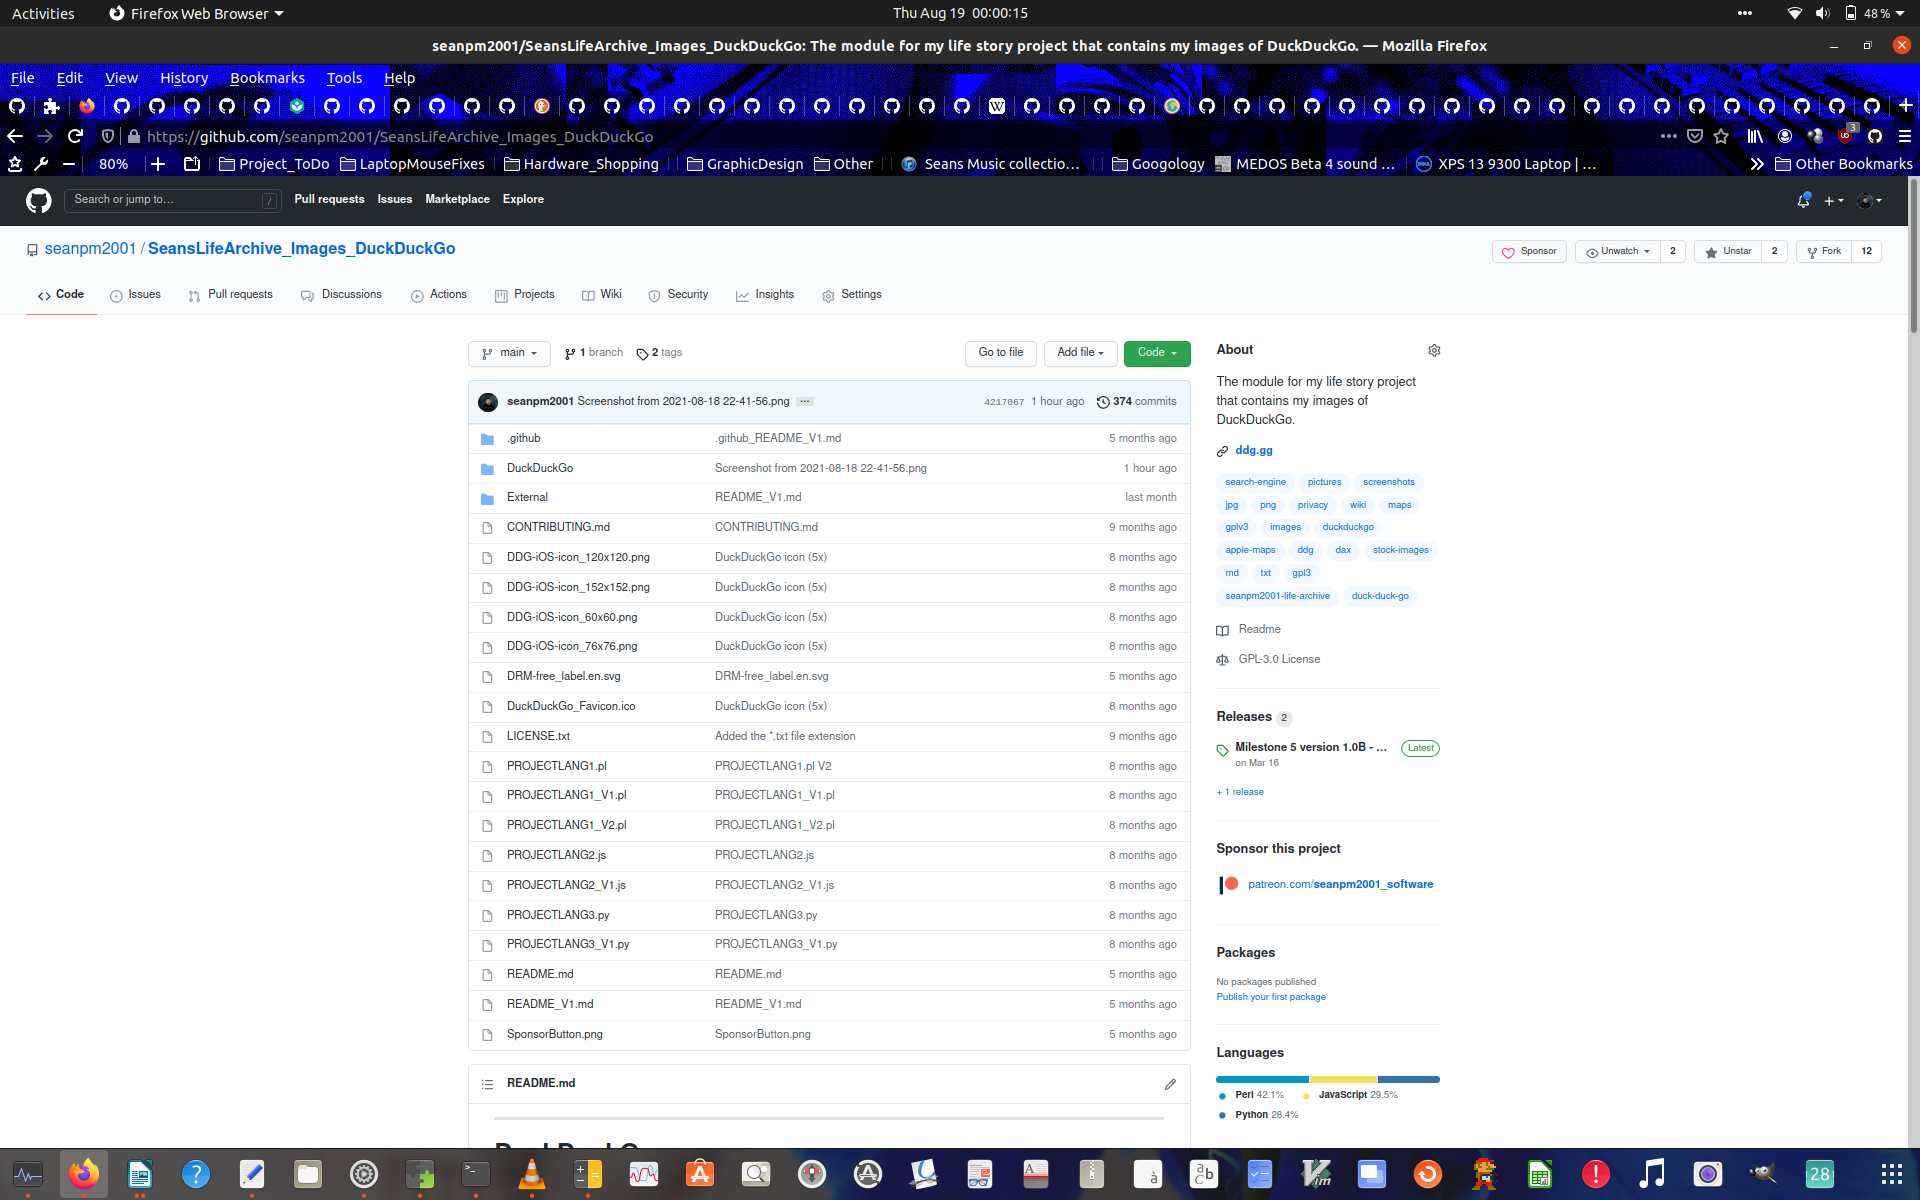 Activities
Firefox Web Browser
Thu Aug 19 00:00:15
48 %
seanpm2001/SeansLifeArchive_Images_DuckDuckGo: The module for my life story project that contains my images of DuckDuckGo. — Mozilla Firefox
File Edit View History Bookmarks Tools Help
https://github.com/seanpm2001/SeansLifeArchive_Images_DuckDuckGo
3
80%
Project_ToDo
LaptopMouseFixes
Hardware_Shopping
GraphicDesign
Other
Seans Music collectio…
Googology
MEDOS Beta 4 sound …
XPS 13 9300 Laptop | …
Other Bookmarks
Search or jump to…
/
Pull requests Issues Marketplace Explore
seanpm2001 / SeansLifeArchive_Images_DuckDuckGo
Sponsor
Unwatch 2
Unstar 2
Fork 12
Code Issues Pull requests Discussions Actions Projects Wiki Security Insights Settings
main
1 branch
2 tags
Go to file
Add file
Code
seanpm2001 Screenshot from 2021-08-18 22-41-56.png … 4217067 1 hour ago 374 commits
.github .github_README_V1.md 5 months ago
DuckDuckGo Screenshot from 2021-08-18 22-41-56.png 1 hour ago
External README_V1.md last month
CONTRIBUTING.md CONTRIBUTING.md 9 months ago
DDG-iOS-icon_120x120.png DuckDuckGo icon (5x) 8 months ago
DDG-iOS-icon_152x152.png DuckDuckGo icon (5x) 8 months ago
DDG-iOS-icon_60x60.png DuckDuckGo icon (5x) 8 months ago
DDG-iOS-icon_76x76.png DuckDuckGo icon (5x) 8 months ago
DRM-free_label.en.svg DRM-free_label.en.svg 5 months ago
DuckDuckGo_Favicon.ico DuckDuckGo icon (5x) 8 months ago
LICENSE.txt Added the *.txt file extension 9 months ago
PROJECTLANG1.pl PROJECTLANG1.pl V2 8 months ago
PROJECTLANG1_V1.pl PROJECTLANG1_V1.pl 8 months ago
PROJECTLANG1_V2.pl PROJECTLANG1_V2.pl 8 months ago
PROJECTLANG2.js PROJECTLANG2.js 8 months ago
PROJECTLANG2_V1.js PROJECTLANG2_V1.js 8 months ago
PROJECTLANG3.py PROJECTLANG3.py 8 months ago
PROJECTLANG3_V1.py PROJECTLANG3_V1.py 8 months ago
README.md README.md 5 months ago
README_V1.md README_V1.md 5 months ago
SponsorButton.png SponsorButton.png 5 months ago
README.md
About
The module for my life story project
that contains my images of
DuckDuckGo.
ddg.gg
search-engine pictures screenshots
jpg png privacy wiki maps
gplv3 images duckduckgo
apple-maps ddg dax stock-images
md txt gpl3
seanpm2001-life-archive duck-duck-go
Readme
GPL-3.0 License
Releases 2
Milestone 5 version 1.0B - … Latest
on Mar 16
+ 1 release
Sponsor this project
patreon.com/seanpm2001_software
Packages
No packages published
Publish your first package
Languages
Perl 42.1% JavaScript 29.5%
Python 28.4%
28